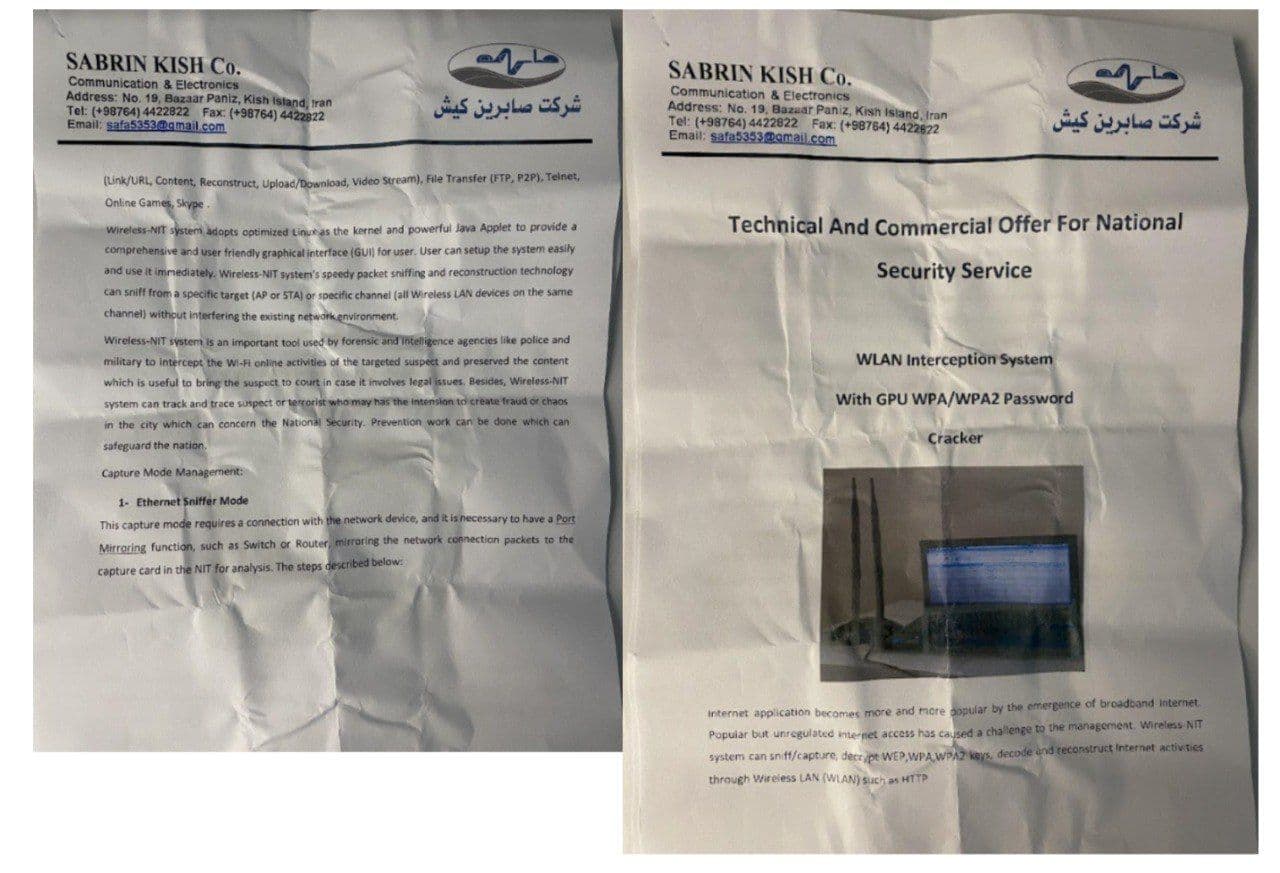 SABRIN KISH Co.
Communication & Electronics
Address: No. 19, Bazaar Paniz, Kish Island, Iran
Tel: (+98764) 4422822 Fax: (+98764) 4422822
Email: safa5353@gmail.com
شرکت صابرین کیش
(Link/URL, Content, Reconstruct, Upload/Download, Video Stream), File Transfer (FTP, P2P), Telnet,
Online Games, Skype .
Wireless-NIT system adopts optimized Linux as the kernel and powerful Java Applet to provide a
comprehensive and user friendly graphical interface (GUI) for user. User can setup the system easily
and use it immediately. Wireless-NIT system's speedy packet sniffing and reconstruction technology
can sniff from a specific target (AP or STA) or specific channel (all Wireless LAN devices on the same
channel) without interfering the existing network environment.
Wireless-NIT system is an important tool used by forensic and intelligence agencies like police and
military to intercept the Wi-Fi online activities of the targeted suspect and preserved the content
which is useful to bring the suspect to court in case it involves legal issues. Besides, Wireless-NIT
system can track and trace suspect or terrorist who may has the intension to create fraud or chaos
in the city which can concern the National Security. Prevention work can be done which can
safeguard the nation.
Capture Mode Management:
1- Ethernet Sniffer Mode
This capture mode requires a connection with the network device, and it is necessary to have a Port
Mirroring function, such as Switch or Router, mirroring the network connection packets to the
capture card in the NIT for analysis. The steps described below:
SABRIN KISH Co.
Communication & Electronics
Address: No. 19, Bazaar Paniz, Kish Island, Iran
Tel: (+98764) 4422822 Fax: (+98764) 4422822
Email: safa5353@gmail.com
شرکت صابرین کیش
Technical And Commercial Offer For National
Security Service
WLAN Interception System
With GPU WPA/WPA2 Password
Cracker
Internet application becomes more and more popular by the emergence of broadband Internet.
Popular but unregulated internet access has caused a challenge to the management. Wireless-NIT
system can sniff/capture, decrypt WEP,WPA,WPA2 keys, decode and reconstruct Internet activities
through Wireless LAN (WLAN) such as HTTP